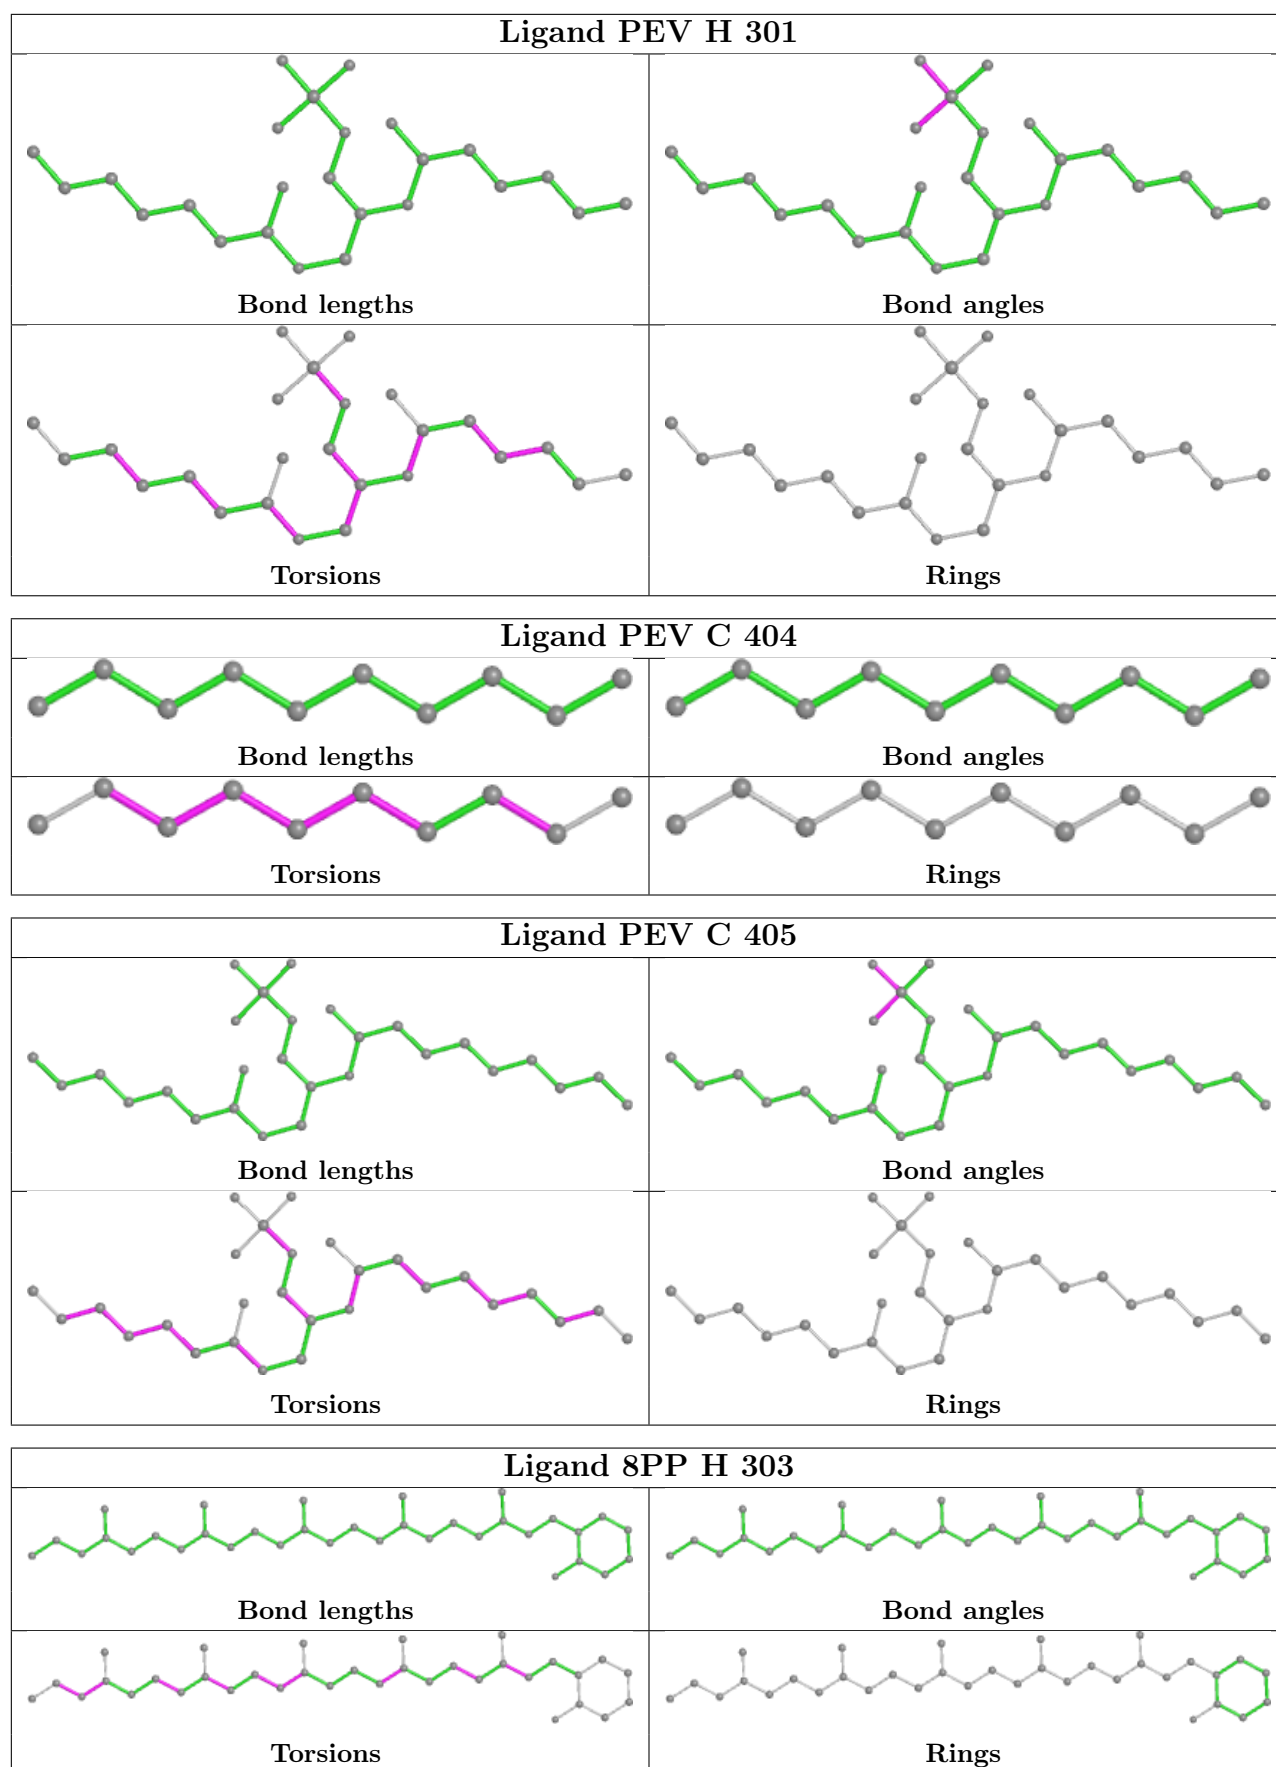 Ligand PEV H 301
Bond lengths
Bond angles
Torsions
Rings
Ligand PEV C 404
Bond lengths
Bond angles
Torsions
Rings
Ligand PEV C 405
Bond lengths
Bond angles
Torsions
Rings
Ligand 8PP H 303
Bond lengths
Bond angles
Torsions
Rings